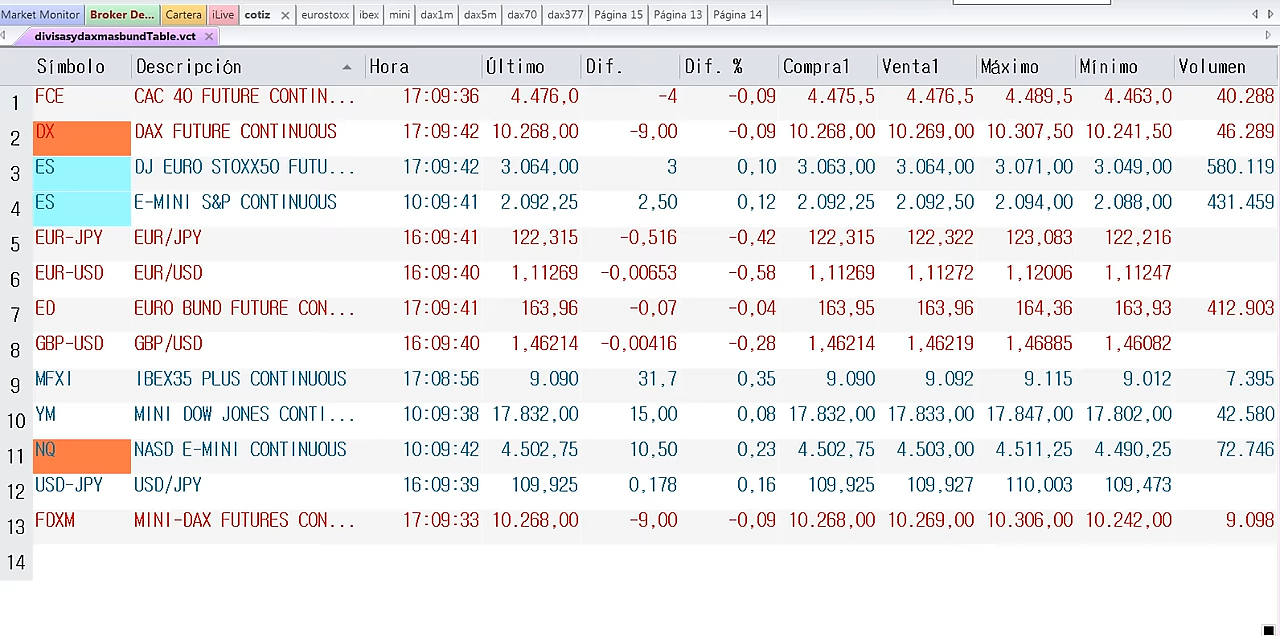 Market Monitor Broker De... Cartera iLive cotiz eurostoxx ibex mini dax1m dax5m dax70 dax377 Página 15 Página 13 Página 14
divisasydaxmasbundTable.vct
Símbolo Descripción Hora Último Dif. Dif. % Compra1 Venta1 Máximo Mínimo Volumen
1 FCE CAC 40 FUTURE CONTIN... 17:09:36 4.476,0 -4 -0,09 4.475,5 4.476,5 4.489,5 4.463,0 40.288
2 DX DAX FUTURE CONTINUOUS 17:09:42 10.268,00 -9,00 -0,09 10.268,00 10.269,00 10.307,50 10.241,50 46.289
3 ES DJ EURO STOXX50 FUTU... 17:09:42 3.064,00 3 0,10 3.063,00 3.064,00 3.071,00 3.049,00 580.119
4 ES E-MINI S&P CONTINUOUS 10:09:41 2.092,25 2,50 0,12 2.092,25 2.092,50 2.094,00 2.088,00 431.459
5 EUR-JPY EUR/JPY 16:09:41 122,315 -0,516 -0,42 122,315 122,322 123,083 122,216
6 EUR-USD EUR/USD 16:09:40 1,11269 -0,00653 -0,58 1,11269 1,11272 1,12006 1,11247
7 ED EURO BUND FUTURE CON... 17:09:41 163,96 -0,07 -0,04 163,95 163,96 164,36 163,93 412.903
8 GBP-USD GBP/USD 16:09:40 1,46214 -0,00416 -0,28 1,46214 1,46219 1,46885 1,46082
9 MFXI IBEX35 PLUS CONTINUOUS 17:08:56 9.090 31,7 0,35 9.090 9.092 9.115 9.012 7.395
10 YM MINI DOW JONES CONTI... 10:09:38 17.832,00 15,00 0,08 17.832,00 17.833,00 17.847,00 17.802,00 42.580
11 NQ NASD E-MINI CONTINUOUS 10:09:42 4.502,75 10,50 0,23 4.502,75 4.503,00 4.511,25 4.490,25 72.746
12 USD-JPY USD/JPY 16:09:39 109,925 0,178 0,16 109,925 109,927 110,003 109,473
13 FDXM MINI-DAX FUTURES CON... 17:09:33 10.268,00 -9,00 -0,09 10.268,00 10.269,00 10.306,00 10.242,00 9.098
14